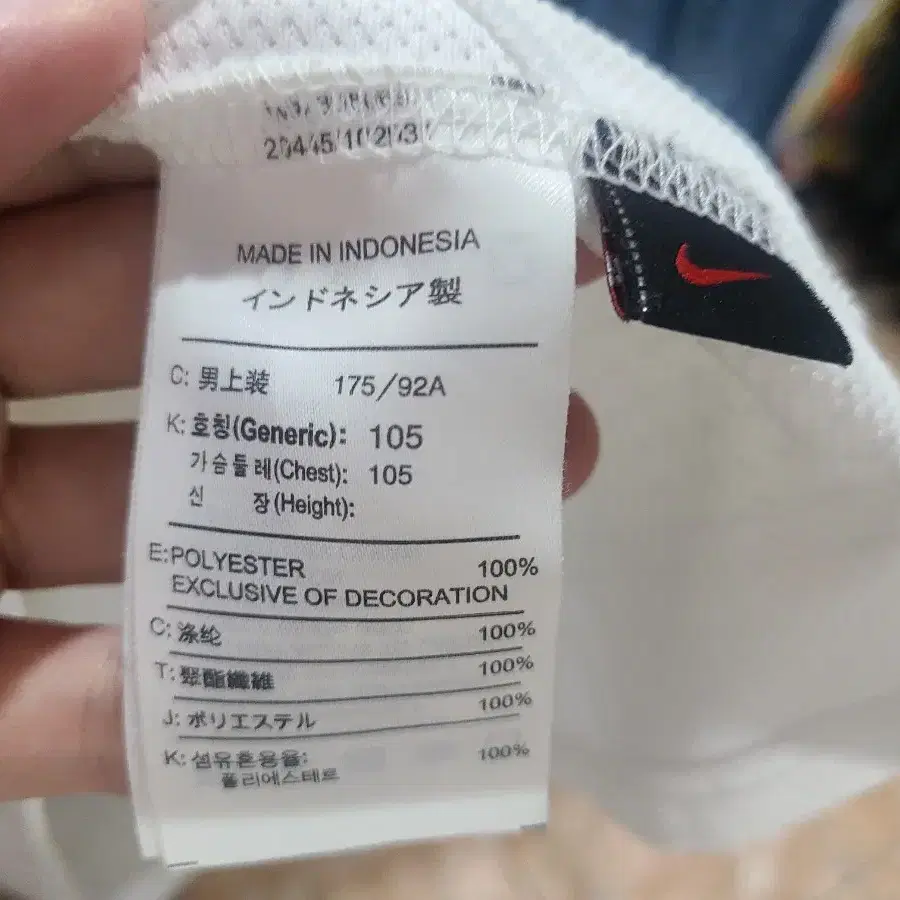 MADE IN INDONESIA
インドネシア製
C: 男上装 175/92A
K: 호칭(Generic): 105
가슴둘레(Chest): 105
신 장(Height):
E:POLYESTER 100%
EXCLUSIVE OF DECORATION
C: 涤纶 100%
T: 聚酯纖維 100%
J: ポリエステル 100%
K: 섬유혼용율: 100%
폴리에스테르